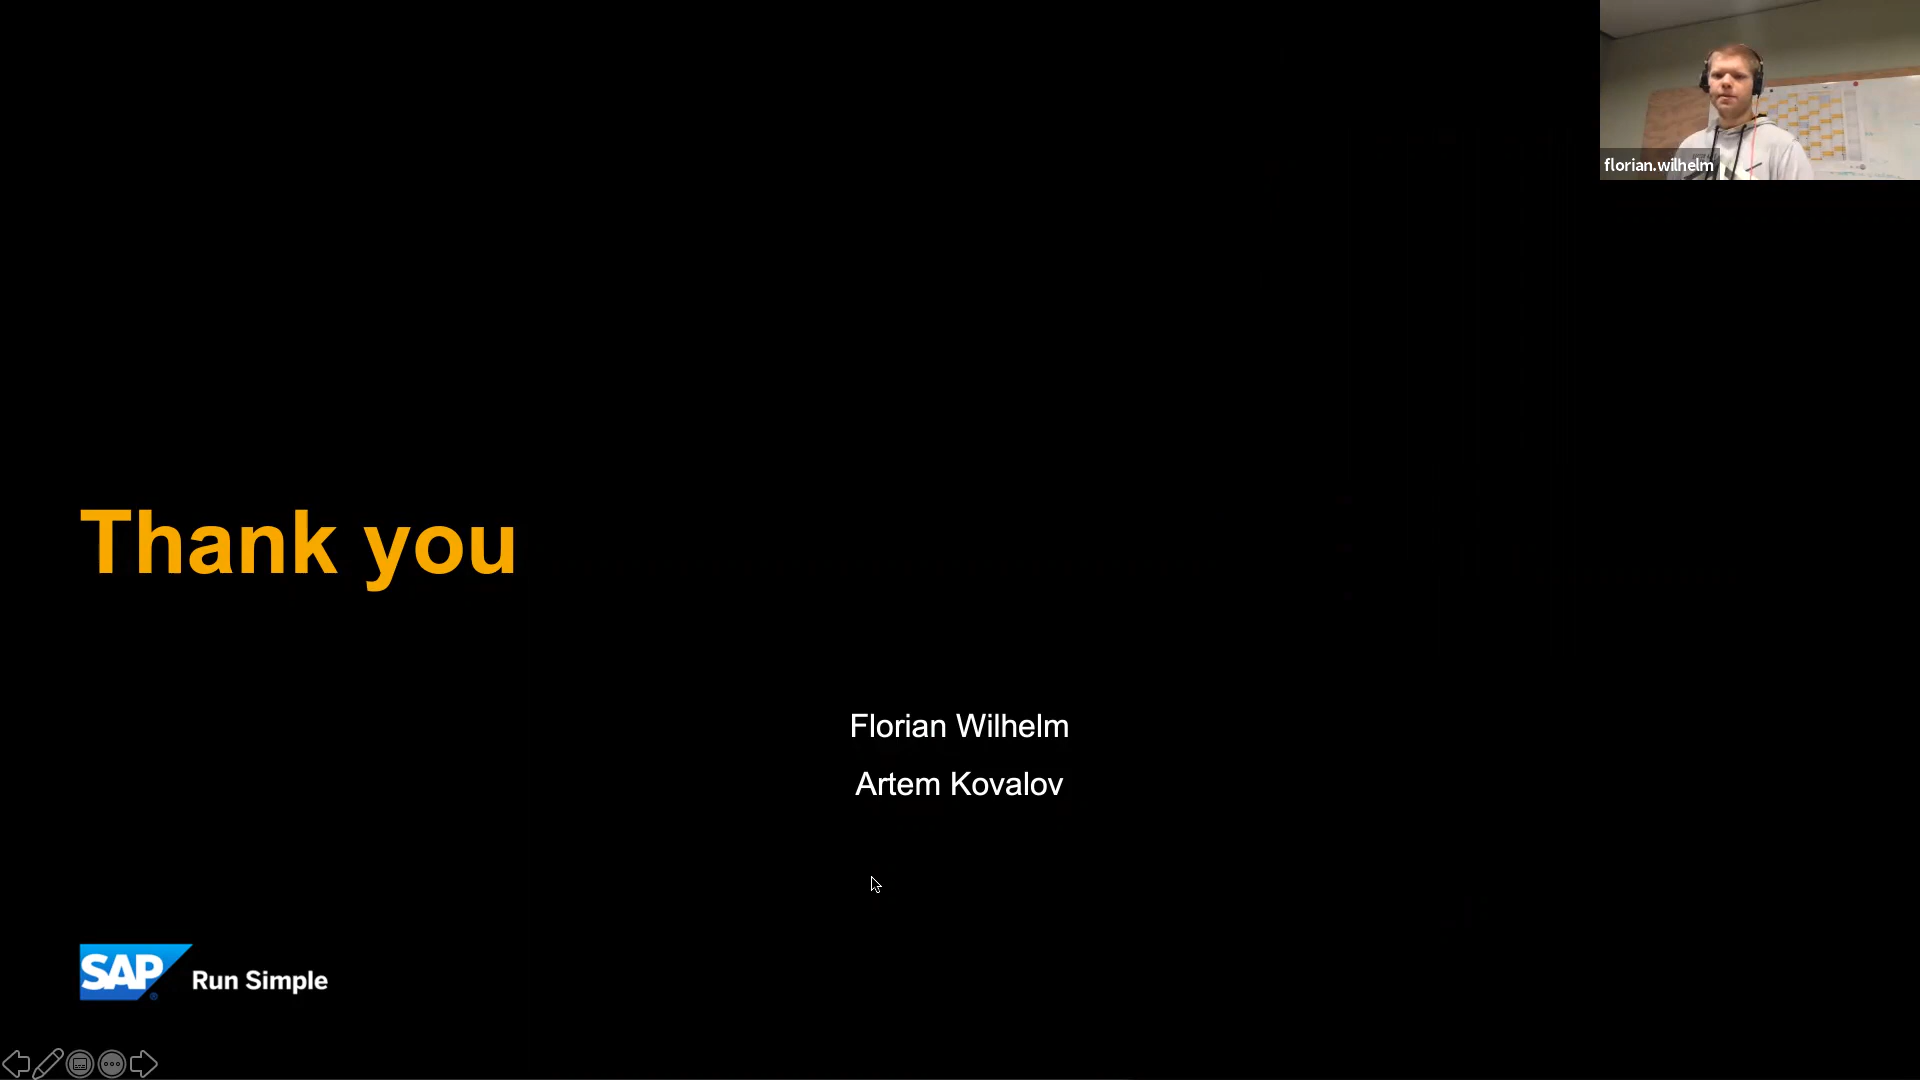 florian.wilhelm
Thank you
Florian Wilhelm
Artem Kovalov
SAP®
Run Simple